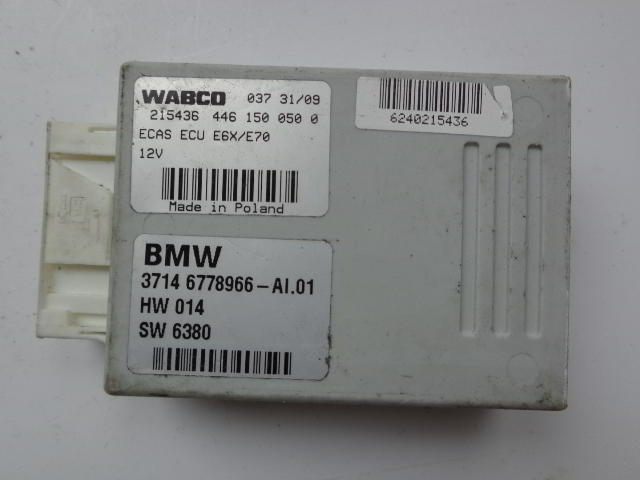 WABCO 037 31/09
215436 446 150 050 0
ECAS ECU E6X/E70
12V
Made in Poland
6240215436
BMW
3714 6778966-AI.01
HW 014
SW 6380